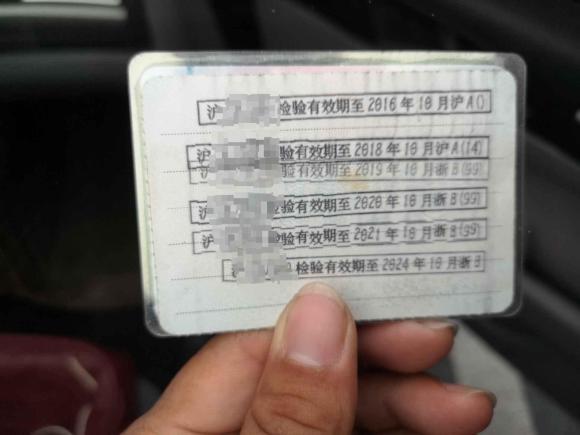 沪 检验有效期至2016年10月沪A()
沪 验有效期至2018年10月沪A(14)
沪 验有效期至2019年10月浙B(99)
沪 验有效期至2020年10月浙B(99)
沪 验有效期至2021年10月浙B(99)
沪 检验有效期至2024年10月浙B